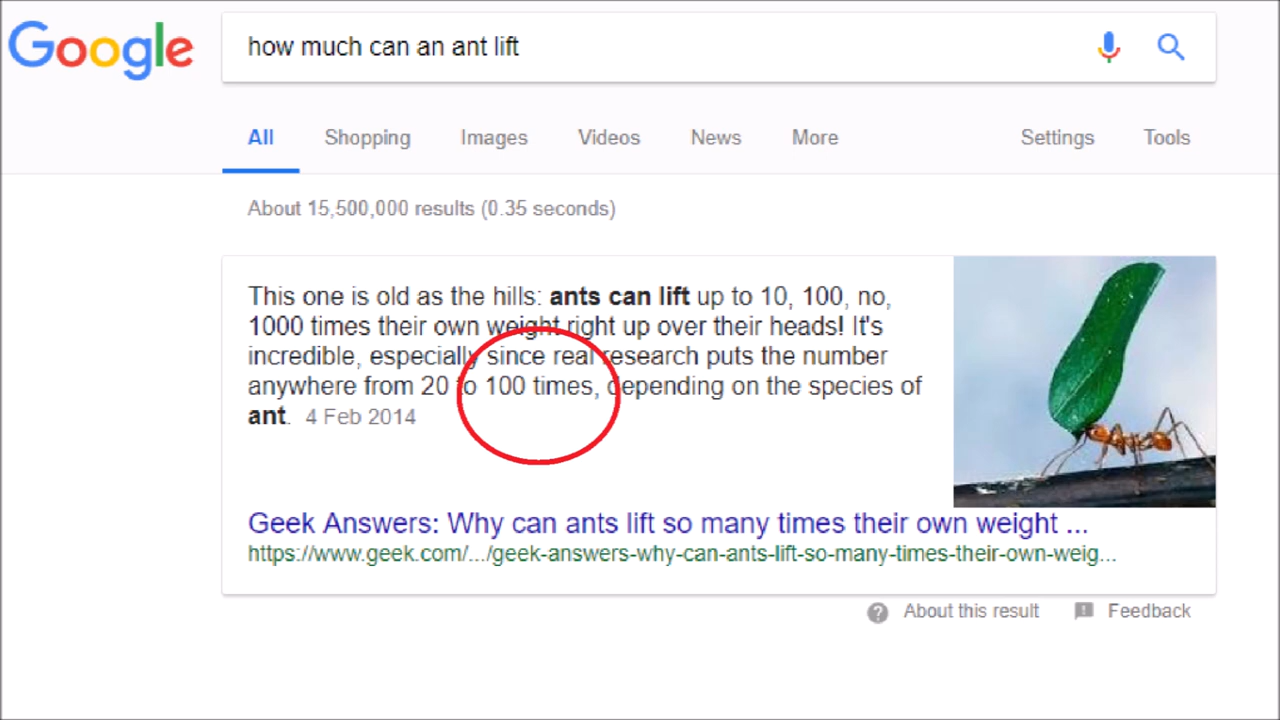 Google
how much can an ant lift
All Shopping Images Videos News More Settings Tools
About 15,500,000 results (0.35 seconds)
This one is old as the hills: ants can lift up to 10, 100, no,
1000 times their own weight right up over their heads! It's
incredible, especially since real research puts the number
anywhere from 20 to 100 times, depending on the species of
ant. 4 Feb 2014
Geek Answers: Why can ants lift so many times their own weight ...
https://www.geek.com/.../geek-answers-why-can-ants-lift-so-many-times-their-own-weig...
About this result Feedback